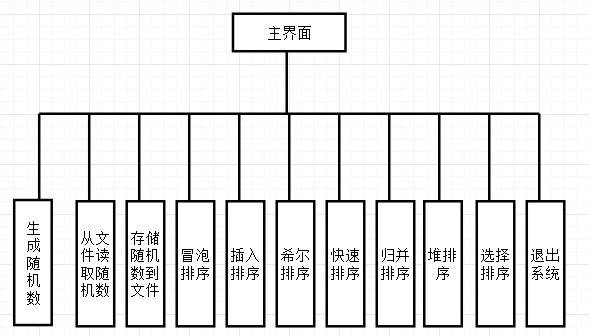 主界面
生
成
随
机
数
从文
件读
取随
机数
存储
随机
数到
文件
冒泡
排序
插入
排序
希尔
排序
快速
排序
归并
排序
堆排
序
选择
排序
退出
系统